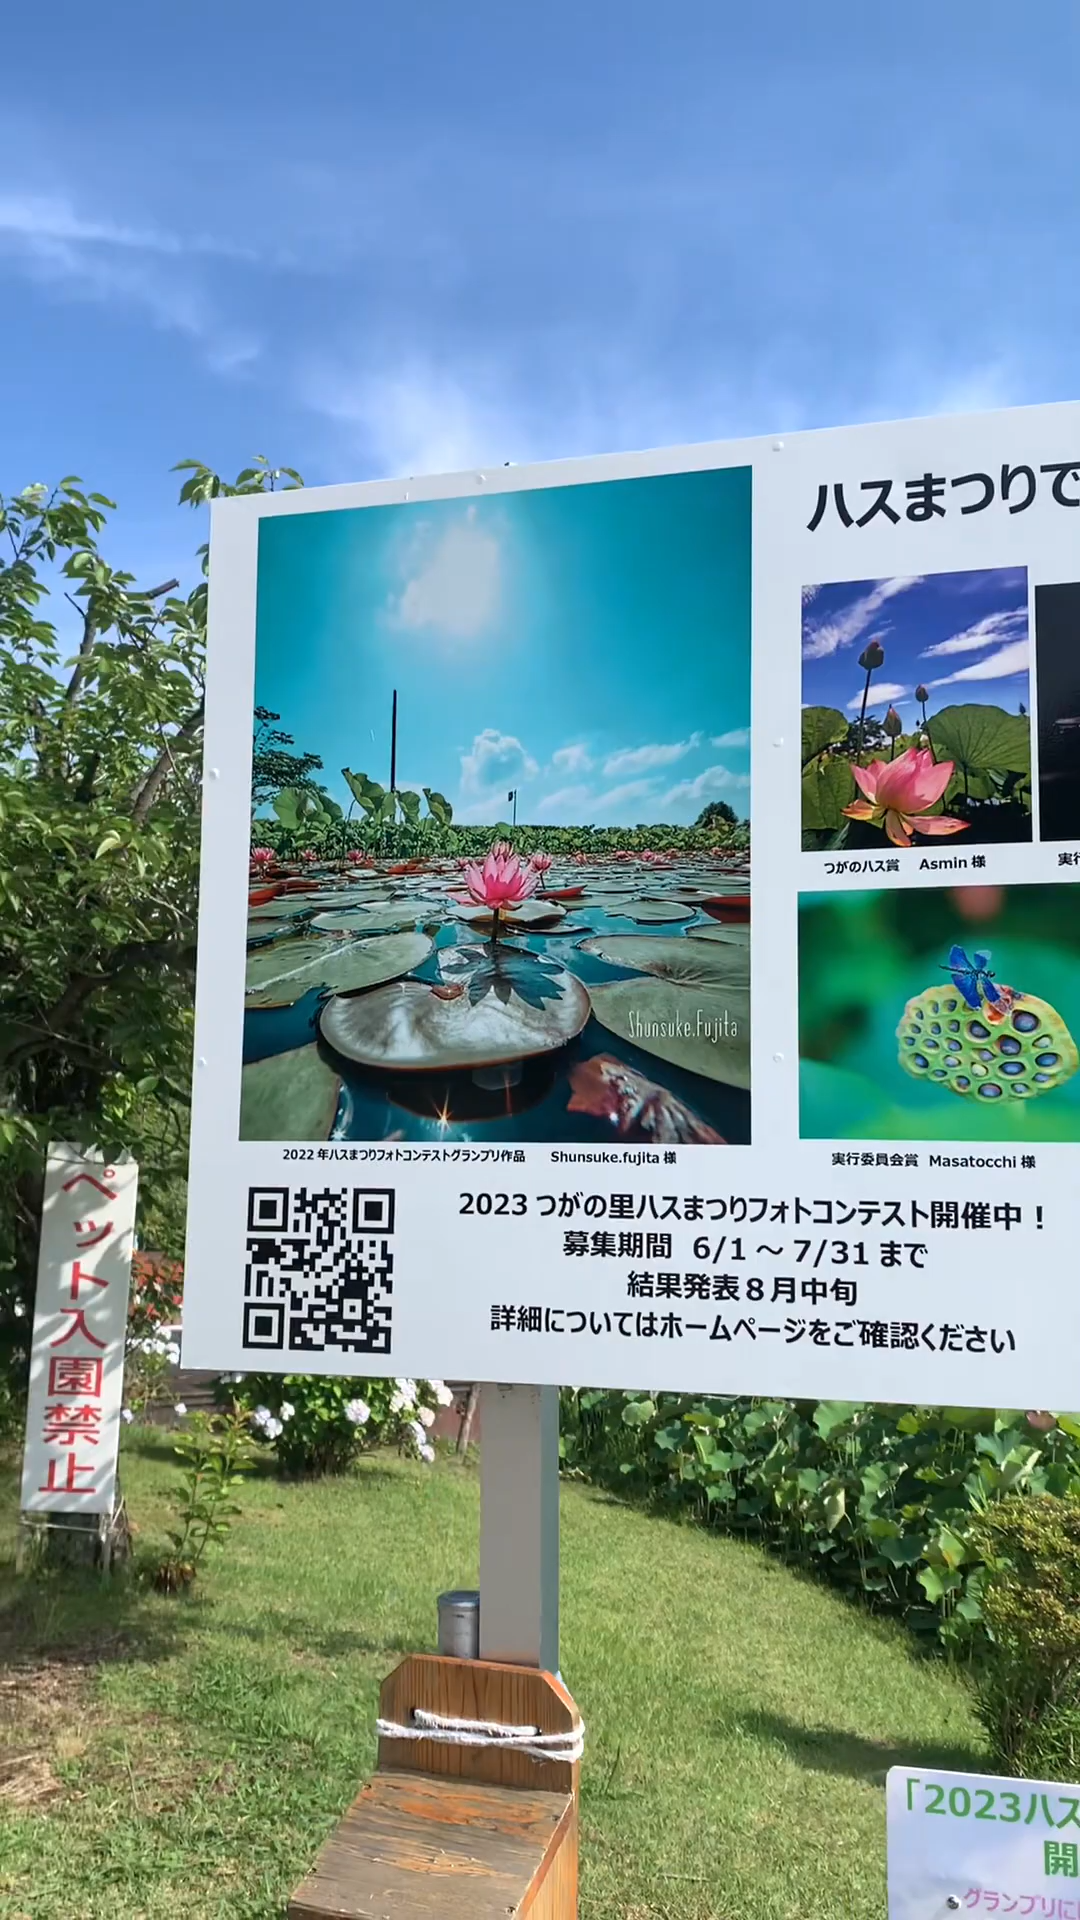 ハスまつりで
Shunsuke.Fujita
つがのハス賞 Asmin 様
実行
2022年ハスまつりフォトコンテストグランプリ作品 Shunsuke.fujita 様
実行委員会賞 Masatocchi 様
2023 つがの里ハスまつりフォトコンテスト開催中！
募集期間 6/1 ～ 7/31 まで
結果発表８月中旬
詳細についてはホームページをご確認ください
ペット入園禁止
「2023ハス
開
グランプリに